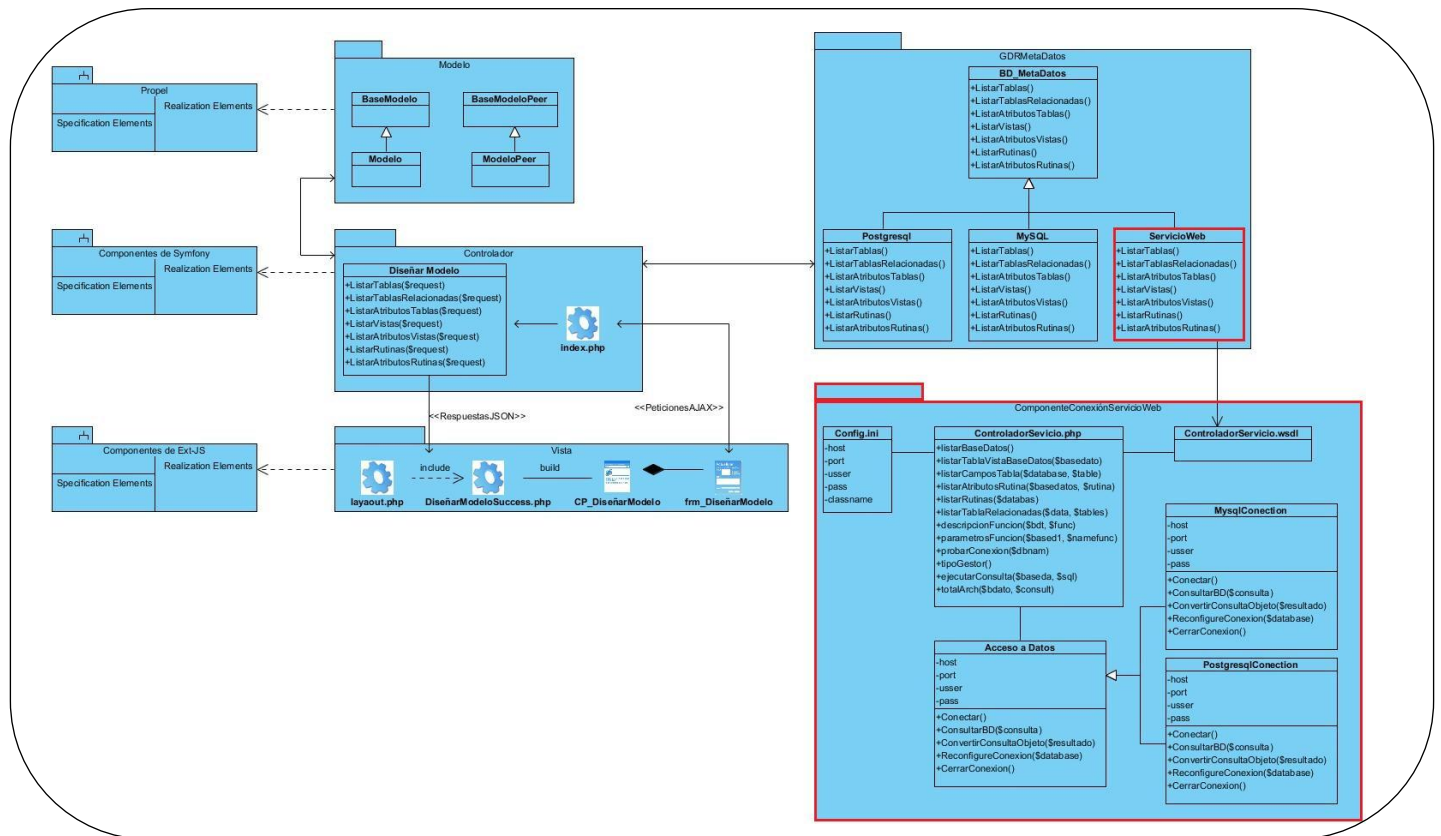 Propel
Realization Elements
Specification Elements
Modelo
BaseModelo
BaseModeloPeer
Modelo
ModeloPeer
Componentes de Symfony
Realization Elements
Specification Elements
Controlador
Diseñar Modelo
+ListarTablas($request)
+ListarTablasRelacionadas($request)
+ListarAtributosTablas($request)
+ListarVistas($request)
+ListarAtributosVistas($request)
+ListarRutinas($request)
+ListarAtributosRutinas($request)
index.php
<<RespuestasJSON>>
<<PeticionesAJAX>>
Componentes de Ext-JS
Realization Elements
Specification Elements
Vista
include
build
layaout.php
DiseñarModeloSuccess.php
CP_DiseñarModelo
frm_DiseñarModelo
GDRMetaDatos
BD_MetaDatos
+ListarTablas()
+ListarTablasRelacionadas()
+ListarAtributosTablas()
+ListarVistas()
+ListarAtributosVistas()
+ListarRutinas()
+ListarAtributosRutinas()
Postgresql
+ListarTablas()
+ListarTablasRelacionadas()
+ListarAtributosTablas()
+ListarVistas()
+ListarAtributosVistas()
+ListarRutinas()
+ListarAtributosRutinas()
MySQL
+ListarTablas()
+ListarTablasRelacionadas()
+ListarAtributosTablas()
+ListarVistas()
+ListarAtributosVistas()
+ListarRutinas()
+ListarAtributosRutinas()
ServicioWeb
+ListarTablas()
+ListarTablasRelacionadas()
+ListarAtributosTablas()
+ListarVistas()
+ListarAtributosVistas()
+ListarRutinas()
+ListarAtributosRutinas()
ComponenteConexiónServicioWeb
Config.ini
-host
-port
-usser
-pass
-classname
ControladorSevicio.php
+listarBaseDatos()
+listarTablaVistaBaseDatos($basedato)
+listarCamposTabla($database, $table)
+listarAtributosRutina($basedatos, $rutina)
+listarRutinas($databas)
+listarTablaRelacionadas($data, $tables)
+descripcionFuncion($bdt, $func)
+parametrosFuncion($based1, $namefunc)
+probarConexion($dbnam)
+tipoGestor()
+ejecutarConsulta($baseda, $sql)
+totalArch($bdato, $consult)
ControladorServicio.wsdl
MysqlConection
-host
-port
-usser
-pass
+Conectar()
+ConsultarBD($consulta)
+ConvertirConsultaObjeto($resultado)
+ReconfigureConexion($database)
+CerrarConexion()
Acceso a Datos
-host
-port
-usser
-pass
+Conectar()
+ConsultarBD($consulta)
+ConvertirConsultaObjeto($resultado)
+ReconfigureConexion($database)
+CerrarConexion()
PostgresqlConection
-host
-port
-usser
-pass
+Conectar()
+ConsultarBD($consulta)
+ConvertirConsultaObjeto($resultado)
+ReconfigureConexion($database)
+CerrarConexion()